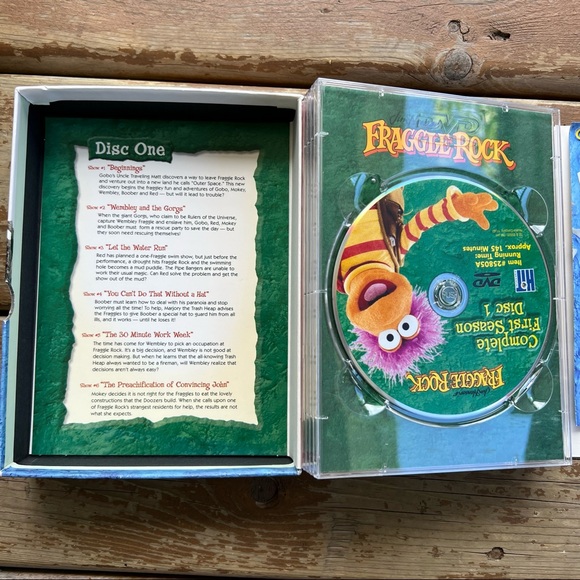 Disc One
Show #1 "Beginnings"
Gobo's Uncle Traveling Matt discovers a way to leave Fraggle Rock
and venture out into a new land he calls "Outer Space." This new
discovery begins the fraggles fun and adventures of Gobo, Mokey,
Wembley, Boober and Red — but will it lead to trouble?
Show #2 "Wembley and the Gorgs"
When the giant Gorgs, who claim to be Rulers of the Universe,
capture Wembley Fraggle and enslave him, Gobo, Red, Mokey
and Boober must form a rescue party to save the day — but
they soon need rescuing themselves!
Show #3 "Let the Water Run"
Red has planned a one-Fraggle swim show, but just before the
performance, a drought hits Fraggle Rock and the swimming
hole becomes a mud puddle. The Pipe Bangers are unable to
work their usual magic. Can Red solve the problem and get the
show out of the mud?
Show #4 "You Can't Do That Without a Hat"
Boober must learn how to deal with his paranoia and stop
worrying all the time! To help, Marjory the Trash Heap advises
the Fraggles to give Boober a special hat to guard him from all
ills, and it works — until he loses it!
Show #5 "The 30 Minute Work Week"
The time has come for Wembley to pick an occupation at
Fraggle Rock. It's a big decision, and Wembley is not good at
decision making. But when he learns that the all-knowing Trash
Heap always wanted to be a fireman, will Wembley realize that
decisions aren't always easy?
Show #6 "The Preachification of Convincing John"
Mokey decides it is not right for the Fraggles to eat the lovely
constructions that the Doozers build. When she calls upon one
of Fraggle Rock's strangest residents for help, the results are not
what she expects.
FRAGGLE ROCK
Jim Henson's
FRAGGLE ROCK
Complete
First Season
Disc 1
HIT
DVD
Item #25805A
Running Time:
Approx. 145 Minutes